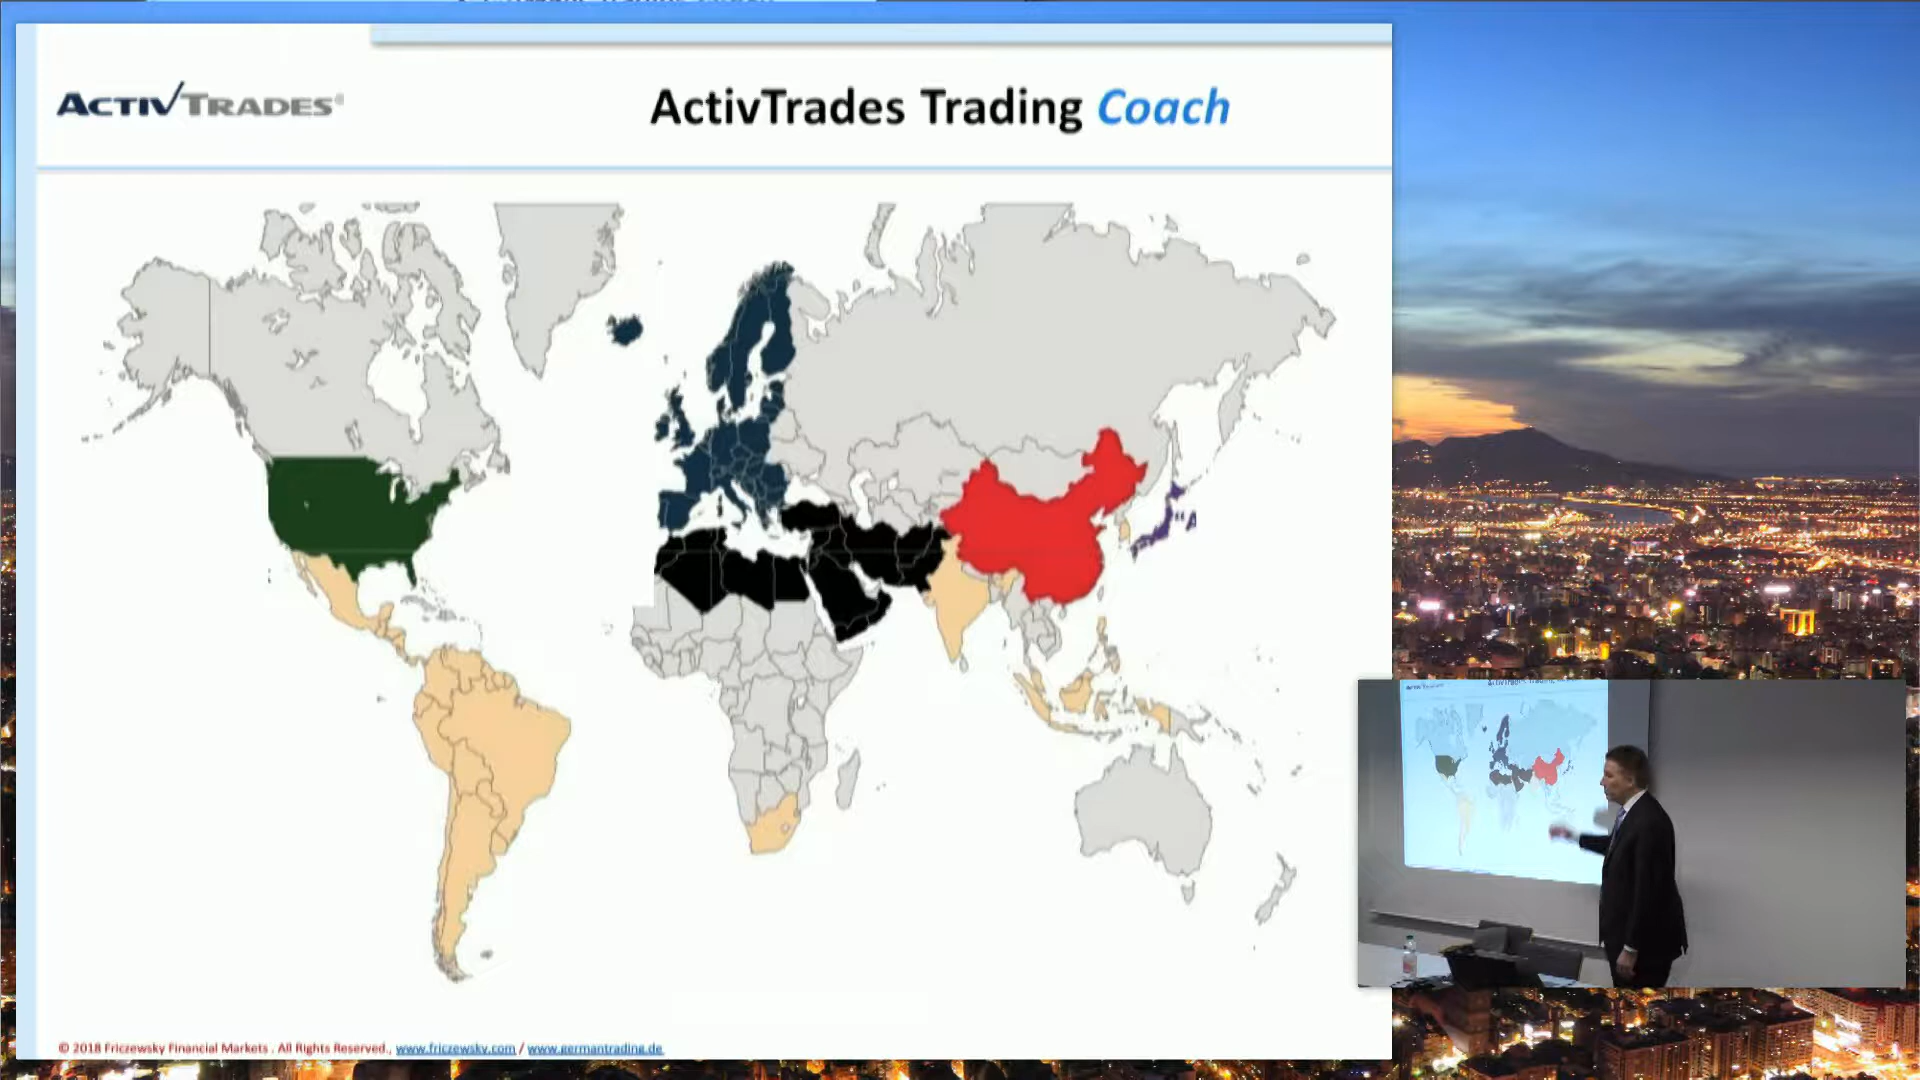 ACTIVTRADES®
ActivTrades Trading Coach
"A
© 2018 Friczewsky Financial Markets . All Rights Reserved., www.friczewsky.com / www.germantrading.de